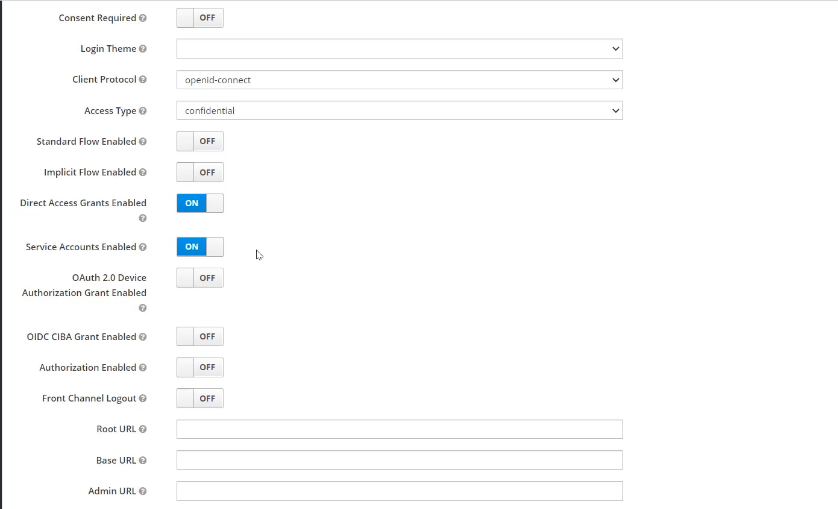 Consent Required OFF
Login Theme
Client Protocol openid-connect
Access Type confidential
Standard Flow Enabled OFF
Implicit Flow Enabled OFF
Direct Access Grants Enabled ON
Service Accounts Enabled ON
OAuth 2.0 Device OFF
Authorization Grant Enabled
OIDC CIBA Grant Enabled OFF
Authorization Enabled OFF
Front Channel Logout OFF
Root URL
Base URL
Admin URL